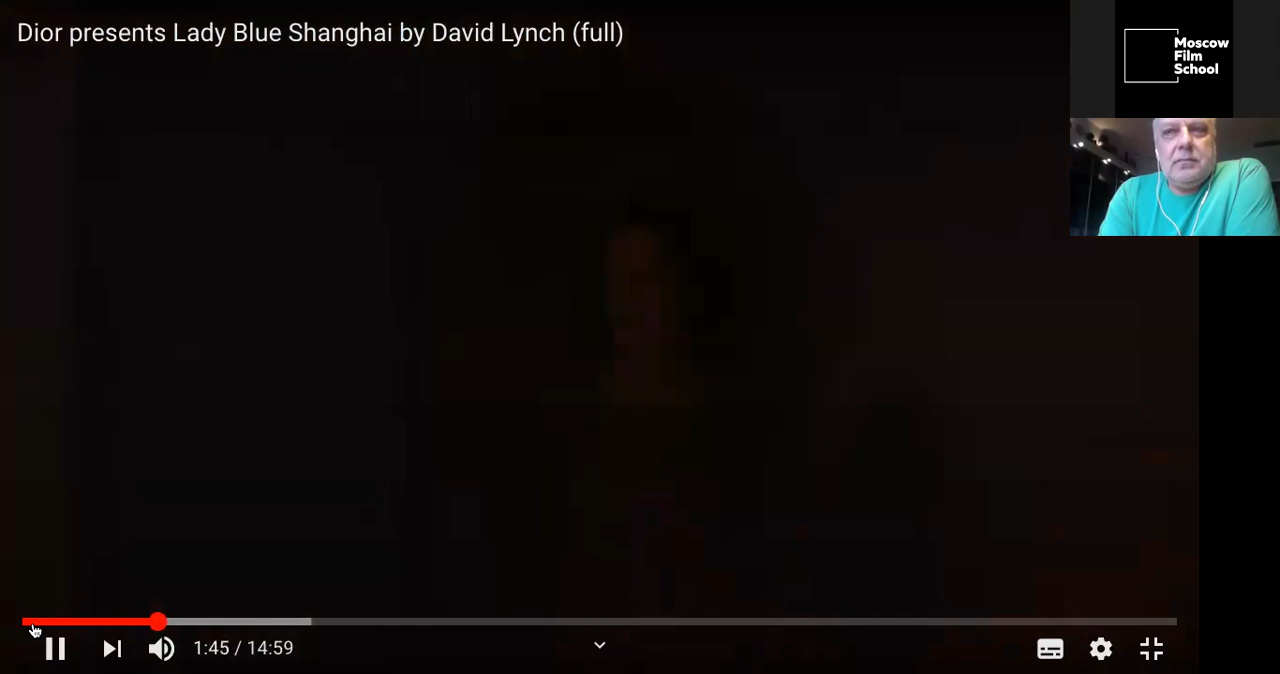 Dior presents Lady Blue Shanghai by David Lynch (full)
Moscow
Film
School
1:45 / 14:59